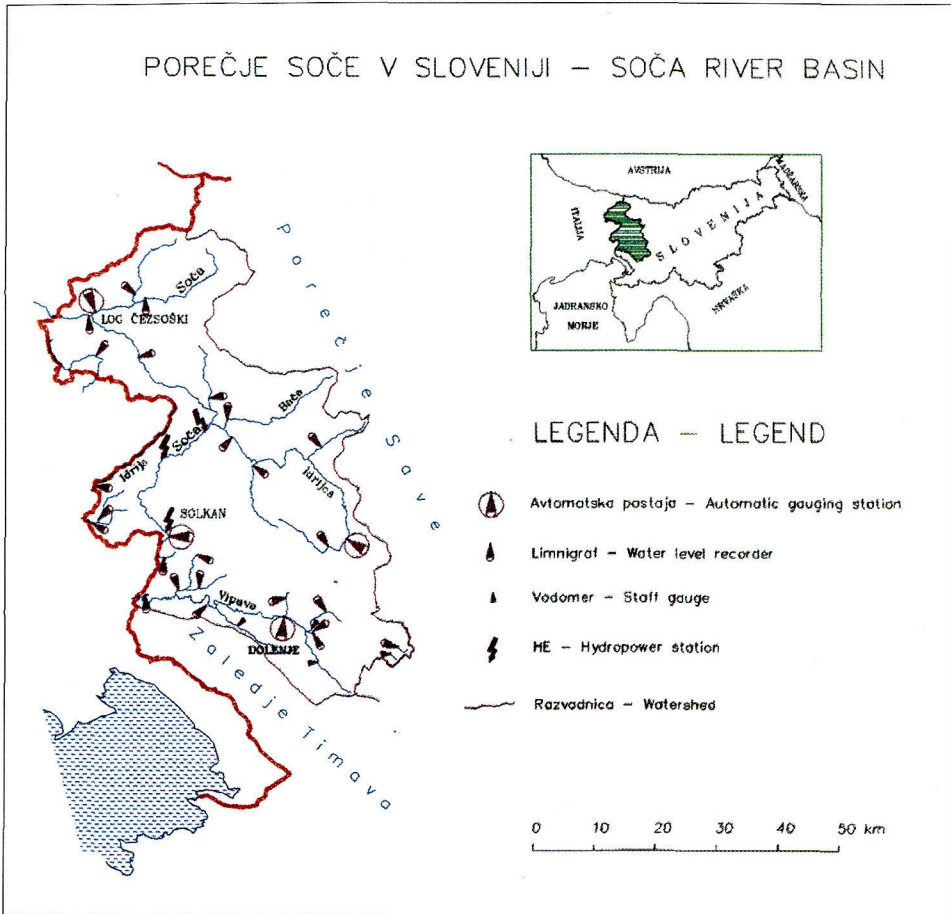 POREČJE SOČE V SLOVENIJI – SOČA RIVER BASIN
AVSTRIJA
MADŽARSKA
ITALIJA
SLOVENIJA
HRVAŠKA
JADRANSKO
MORJE
Porečje Save
Soča
LOG ČEZSOŠKI
Bača
Soča
Idrija
Idrijca
SOLKAN
Vipava
DOLENJE
Zaledje Timava
LEGENDA – LEGEND
Avtomatska postaja – Automatic gauging station
Limnigraf – Water level recorder
Vodomer – Staff gauge
HE – Hydropower station
Razvodnica – Watershed
0 10 20 30 40 50 km